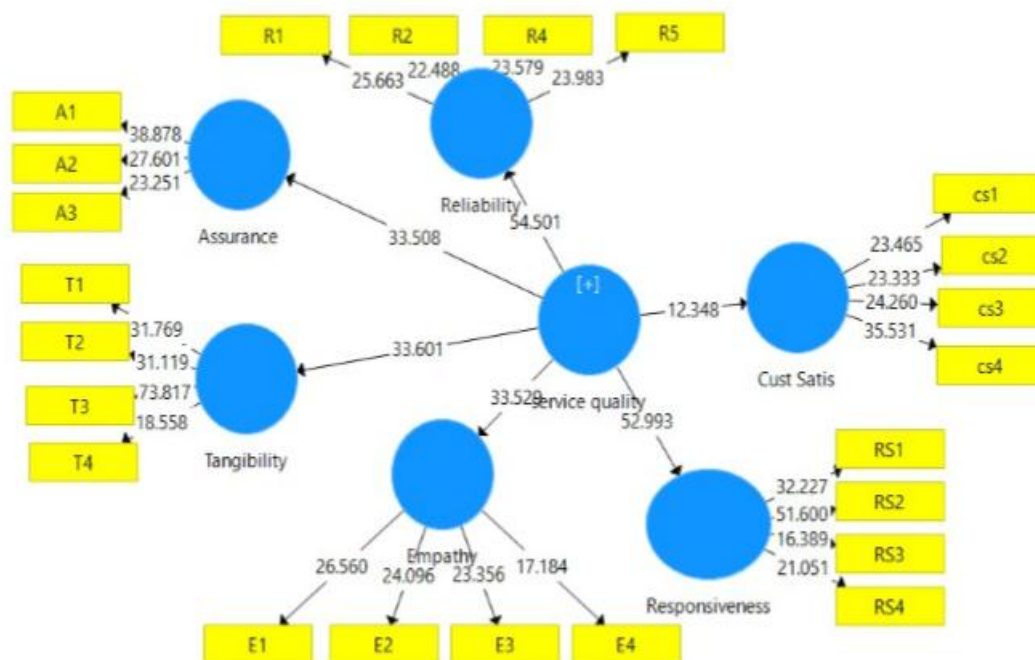 R1
R2
R4
R5
25.663
22.488
23.579
23.983
A1
A2
A3
38.878
27.601
23.251
Assurance
Reliability
33.508
54.501
[+]
service quality
12.348
cs1
cs2
cs3
cs4
23.465
23.333
24.260
35.531
Cust Satis
T1
T2
T3
T4
31.769
31.119
73.817
18.558
Tangibility
33.601
33.529
52.993
Empathy
26.560
24.096
23.356
17.184
E1
E2
E3
E4
RS1
RS2
RS3
RS4
32.227
51.600
16.389
21.051
Responsiveness